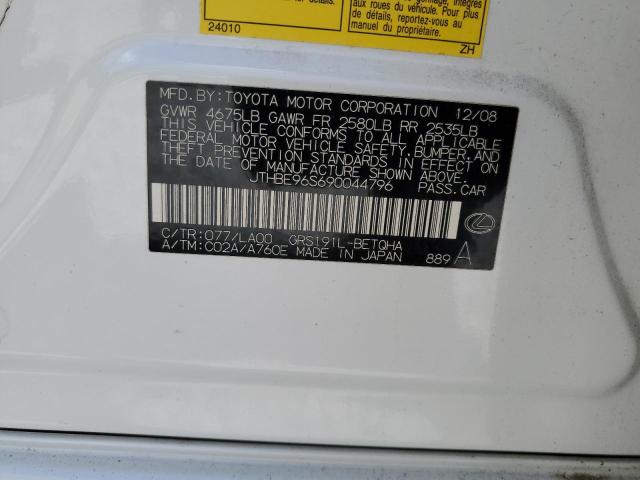 aux roues du véhicule. Pour plus
de détails, reportez-vous au
manuel du propriétaire.
24010
ZH
MFD. BY: TOYOTA MOTOR CORPORATION 12/08
GVWR 4675LB GAWR FR 2580LB RR 2535LB
THIS VEHICLE CONFORMS TO ALL APPLICABLE
FEDERAL MOTOR VEHICLE SAFETY, BUMPER, AND
THEFT PREVENTION STANDARDS IN EFFECT ON
THE DATE OF MANUFACTURE SHOWN ABOVE.
JTHBE96S690044796 PASS.CAR
C/TR: 077/LA00 GRS191L-BETQHA
A/TM: C02A/A760E MADE IN JAPAN 889 A